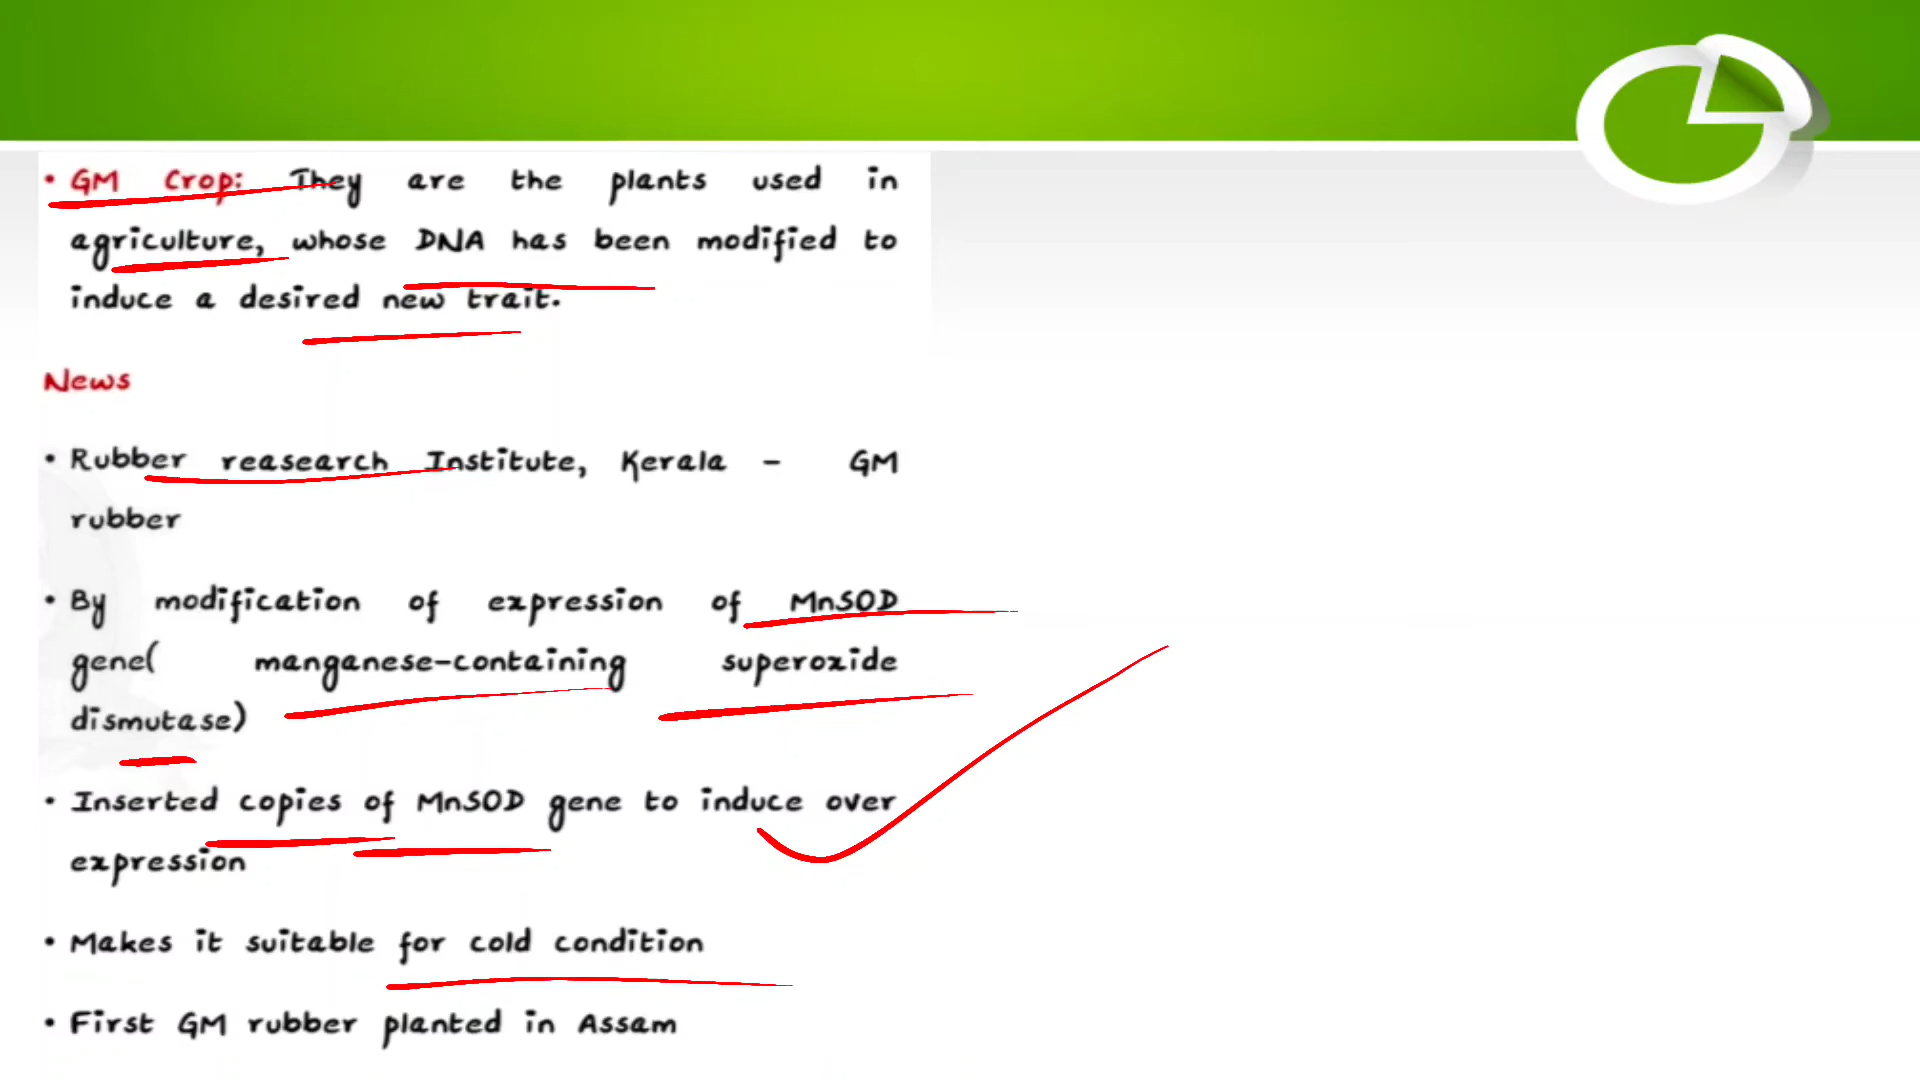 • GM Crop: They are the plants used in
agriculture, whose DNA has been modified to
induce a desired new trait.
News
• Rubber reasearch Institute, Kerala - GM
rubber
• By modification of expression of MnSOD
gene( manganese-containing superoxide
dismutase)
• Inserted copies of MnSOD gene to induce over
expression
• Makes it suitable for cold condition
• First GM rubber planted in Assam